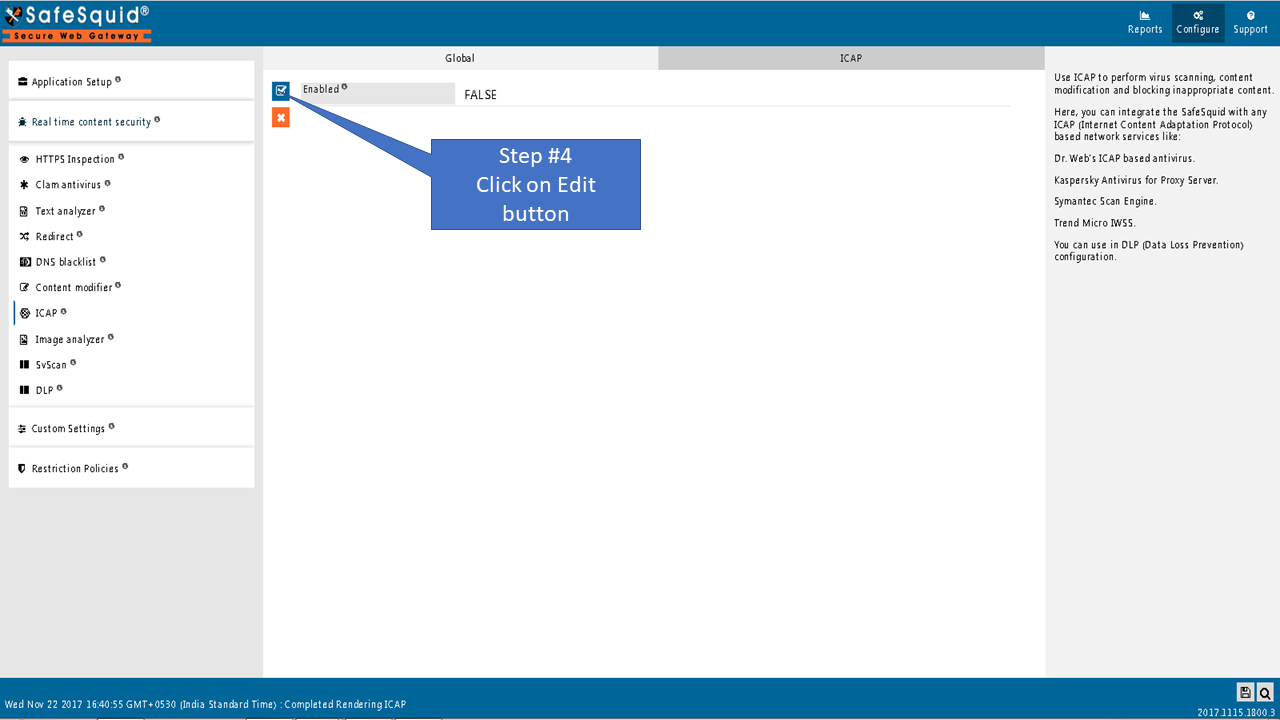 SafeSquid®
Secure Web Gateway
Reports
Configure
Support
Application Setup
Real time content security
HTTPS Inspection
Clam antivirus
Text analyzer
Redirect
DNS blacklist
Content modifier
ICAP
Image analyzer
SvScan
DLP
Custom Settings
Restriction Policies
Global
ICAP
Enabled
FALSE
Step #4
Click on Edit
button
Use ICAP to perform virus scanning, content
modification and blocking inappropriate content.
Here, you can integrate the SafeSquid with any
ICAP (Internet Content Adaptation Protocol)
based network services like:
Dr. Web's ICAP based antivirus.
Kaspersky Antivirus for Proxy Server.
Symantec Scan Engine.
Trend Micro IWSS.
You can use in DLP (Data Loss Prevention)
configuration.
Wed Nov 22 2017 16:40:55 GMT+0530 (India Standard Time) : Completed Rendering ICAP
2017.1115.1800.3